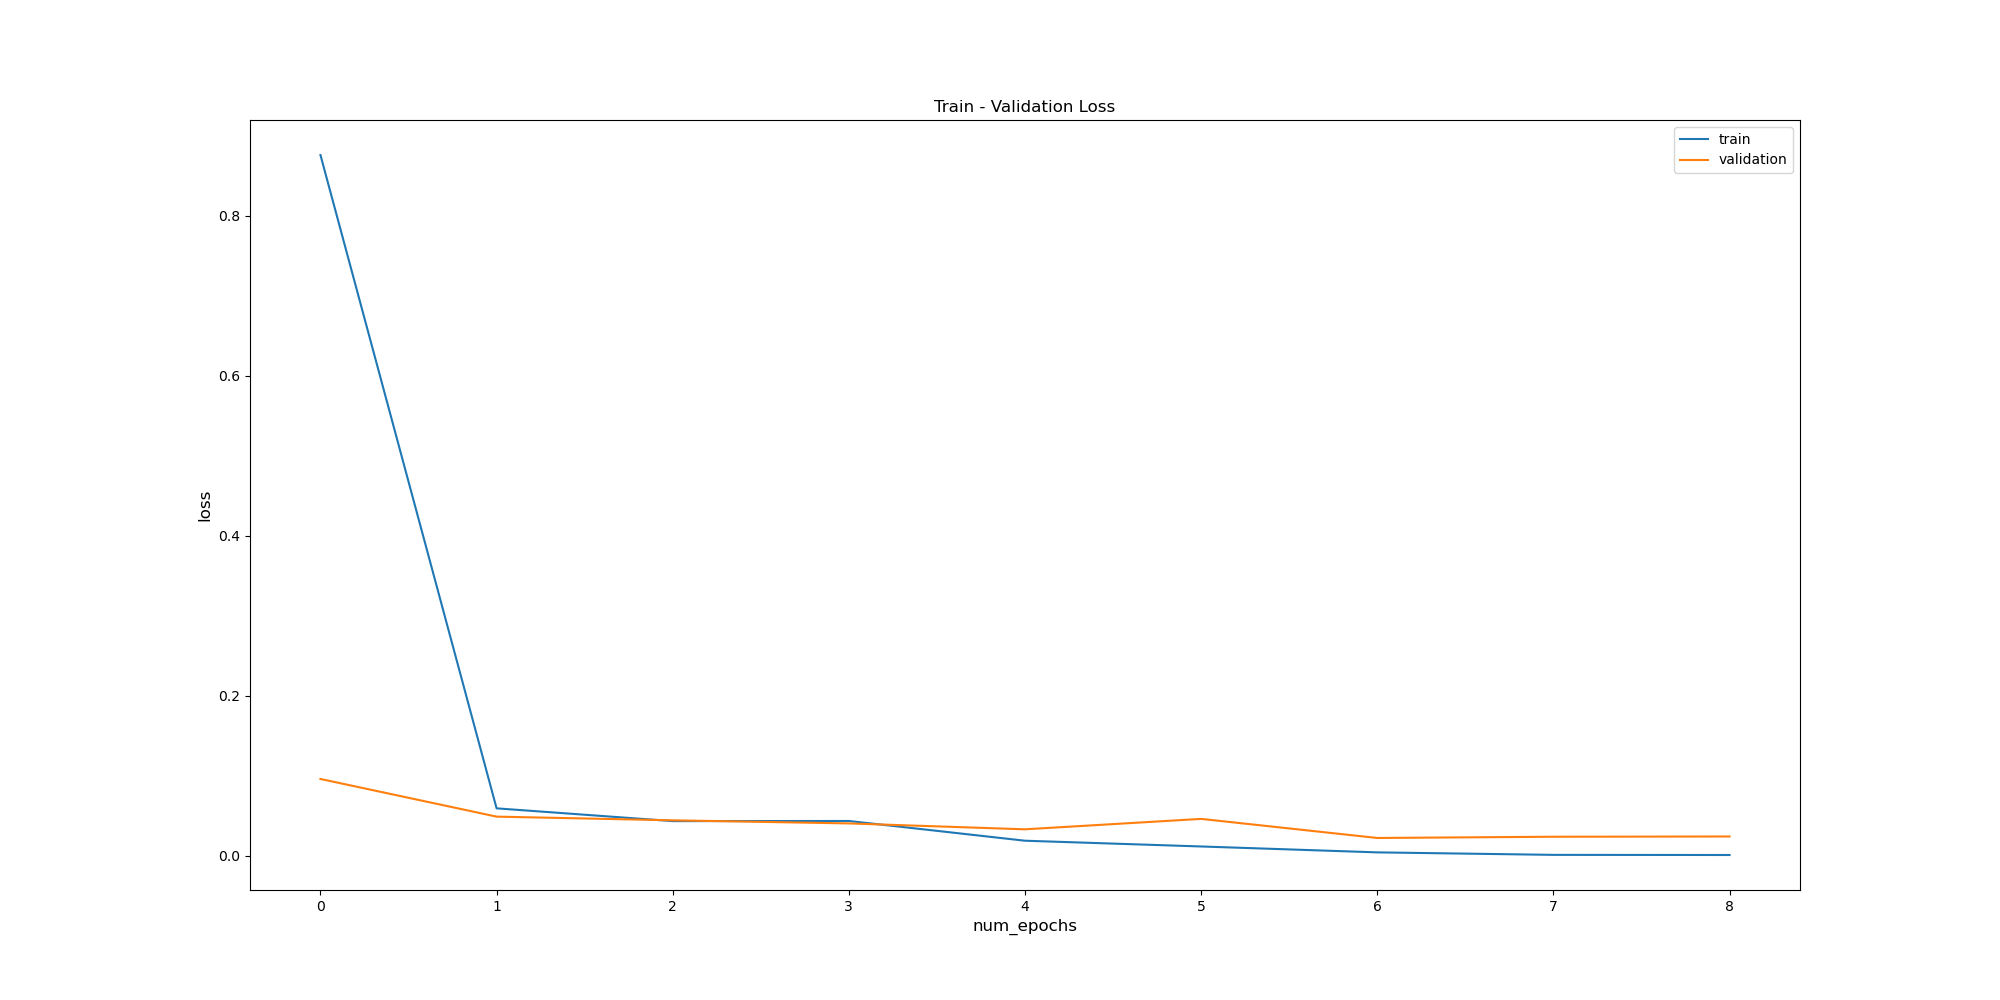 Train - Validation Loss
train
validation
loss
0.8
0.6
0.4
0.2
0.0
0 1 2 3 4 5 6 7 8
num_epochs